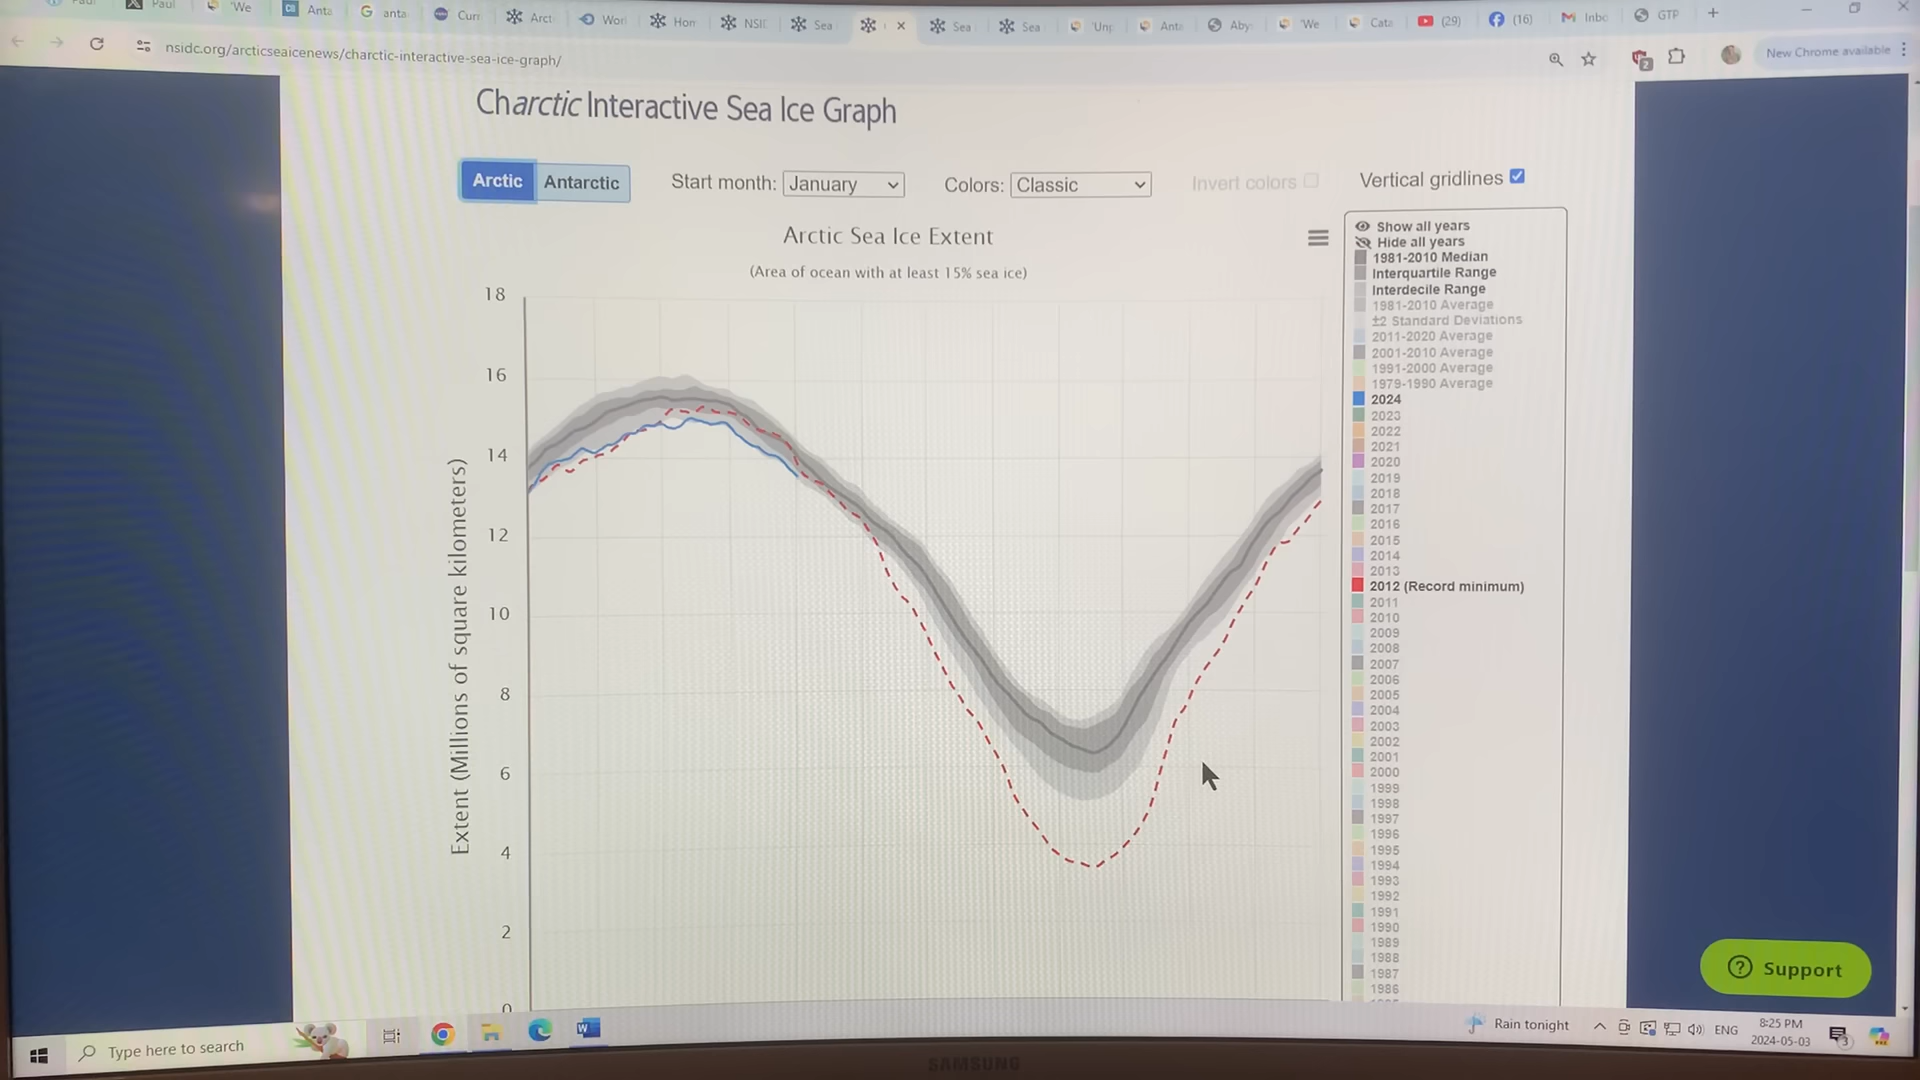 Paul
Paul
'We
Anta
anta
Curr
Arct
Wor
Hom
NSID
Sea
Sea
Sea
'Unp
Anta
Aby
'We
Cata
(29)
(16)
Inbo
GTP
nsidc.org/arcticseaicenews/charctic-interactive-sea-ice-graph/
2
New Chrome available
Charctic Interactive Sea Ice Graph
Arctic
Antarctic
Start month: January
Colors: Classic
Invert colors
Vertical gridlines
Arctic Sea Ice Extent
(Area of ocean with at least 15% sea ice)
Extent (Millions of square kilometers)
18
16
14
12
10
8
6
4
2
0
Show all years
Hide all years
1981-2010 Median
Interquartile Range
Interdecile Range
1981-2010 Average
±2 Standard Deviations
2011-2020 Average
2001-2010 Average
1991-2000 Average
1979-1990 Average
2024
2023
2022
2021
2020
2019
2018
2017
2016
2015
2014
2013
2012 (Record minimum)
2011
2010
2009
2008
2007
2006
2005
2004
2003
2002
2001
2000
1999
1998
1997
1996
1995
1994
1993
1992
1991
1990
1989
1988
1987
1986
Support
Type here to search
Rain tonight
ENG
8:25 PM
2024-05-03
3
SAMSUNG